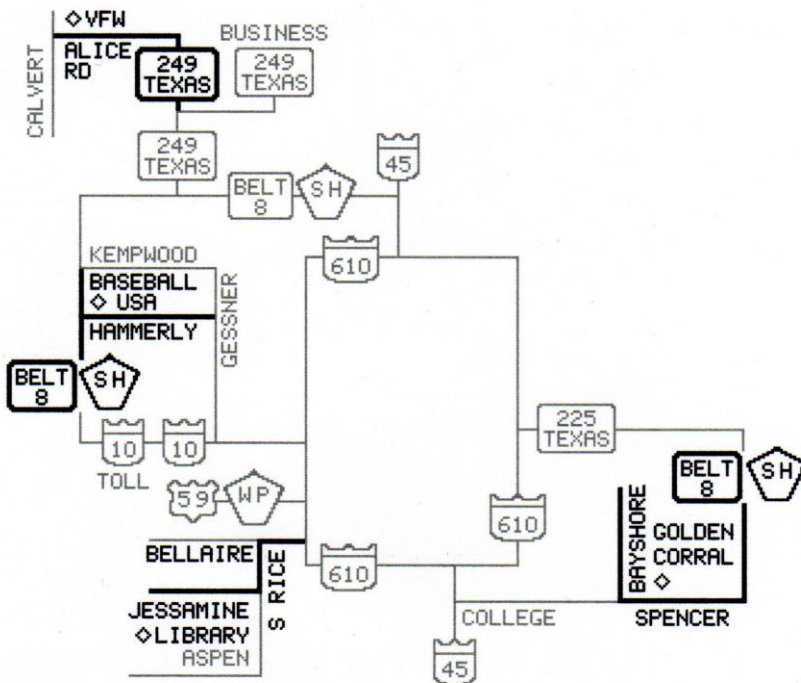 ◇VFW
ALICE
RD
CALVERT
249
TEXAS
BUSINESS
249
TEXAS
249
TEXAS
BELT
8
SH
45
KEMPWOOD
610
BASEBALL
◇ USA
GESSNER
HAMMERLY
BELT
8
SH
10
10
TOLL
225
TEXAS
BELT
8
SH
59
WP
610
BAYSHORE
GOLDEN
CORRAL
◇
BELLAIRE
S RICE
610
JESSAMINE
◇LIBRARY
ASPEN
COLLEGE
SPENCER
45